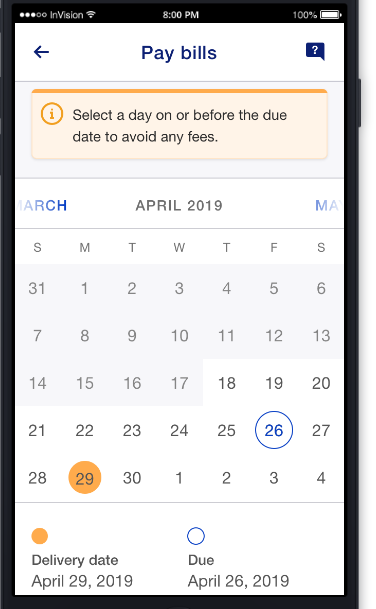 InVision 8:00 PM 100%
Pay bills
?
i Select a day on or before the due
date to avoid any fees.
MARCH APRIL 2019 MA
S M T W T F S
31 1 2 3 4 5 6
7 8 9 10 11 12 13
14 15 16 17 18 19 20
21 22 23 24 25 26 27
28 29 30 1 2 3 4
Delivery date Due
April 29, 2019 April 26, 2019